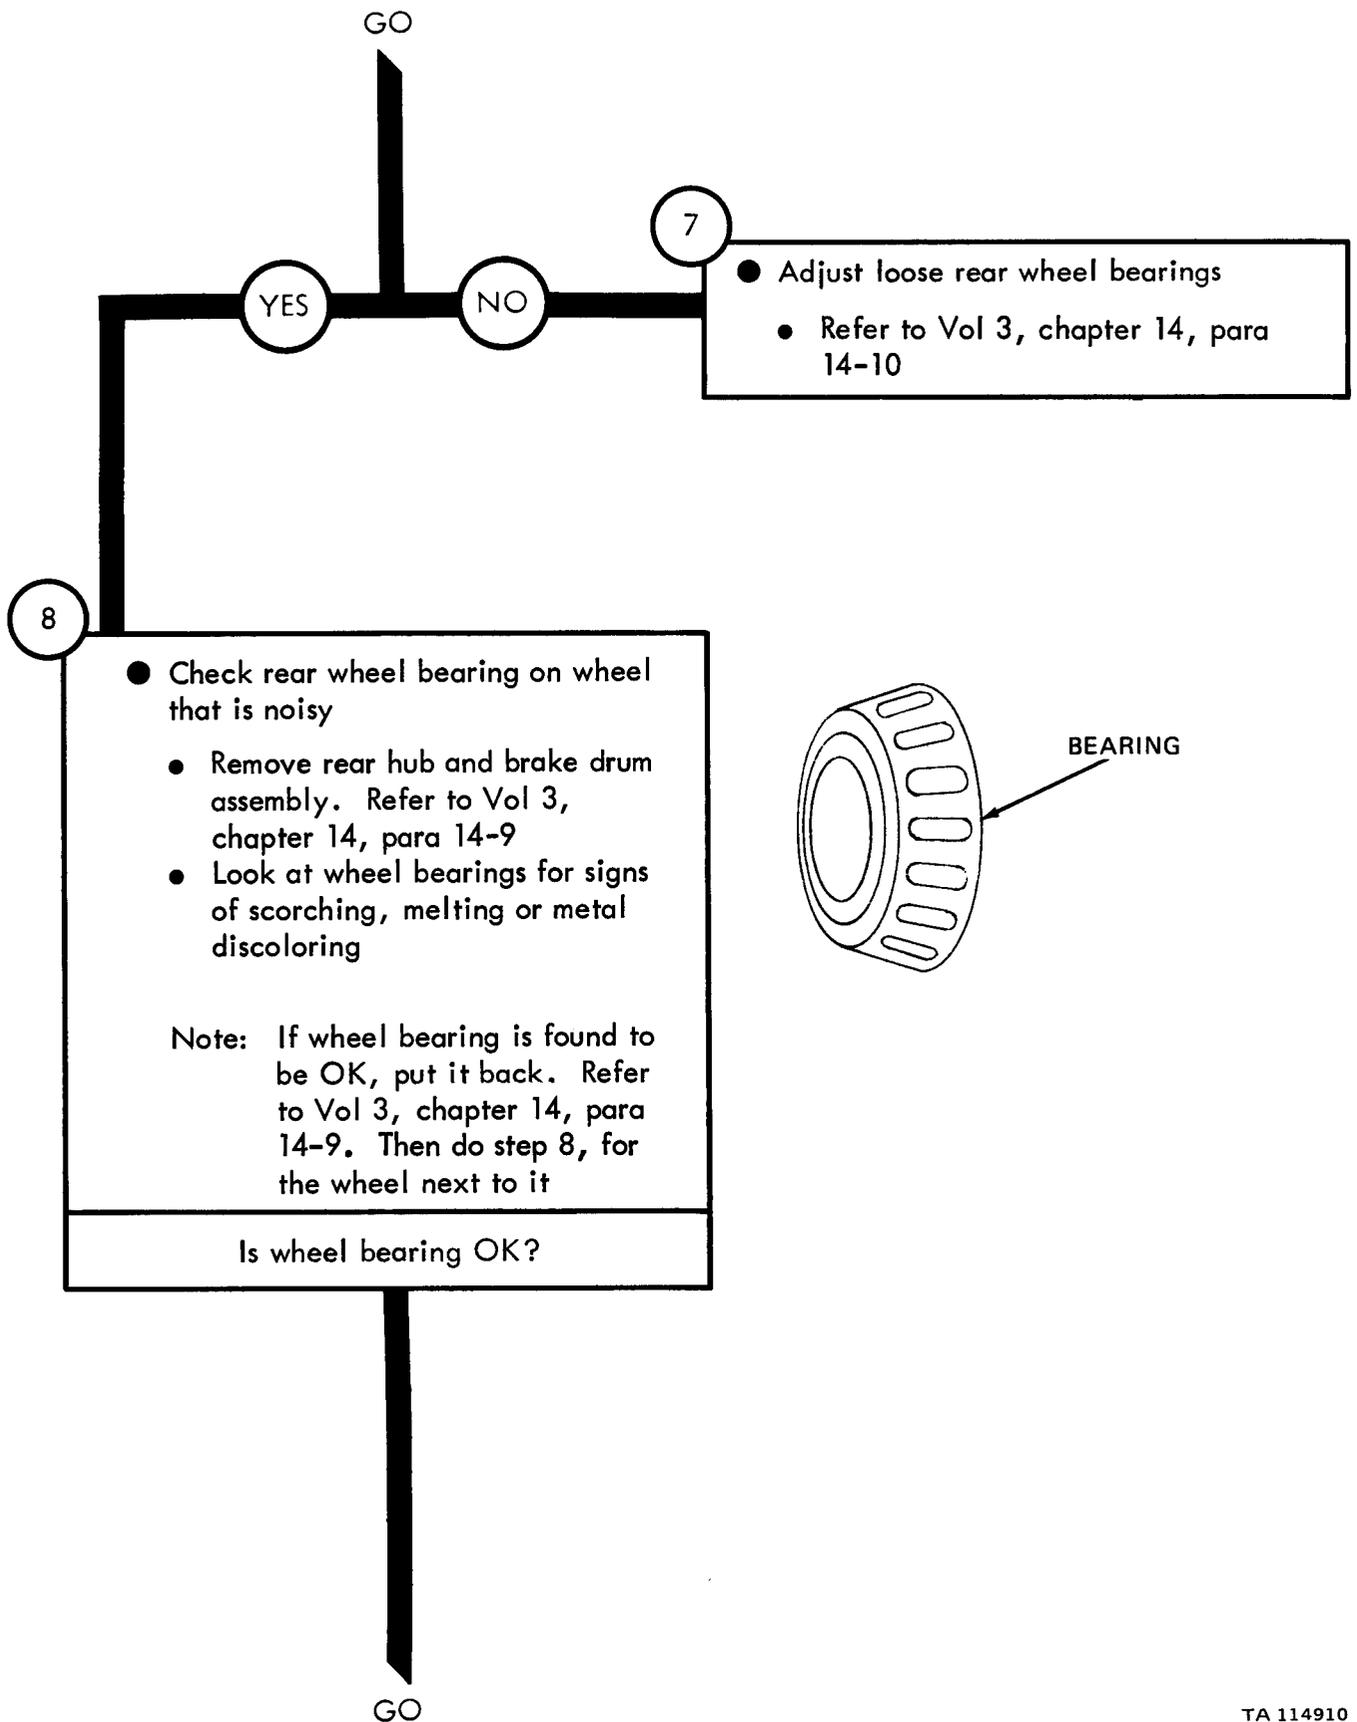 GO
YES
NO
7
● Adjust loose rear wheel bearings
● Refer to Vol 3, chapter 14, para
14-10
8
● Check rear wheel bearing on wheel
that is noisy
● Remove rear hub and brake drum
assembly. Refer to Vol 3,
chapter 14, para 14-9
● Look at wheel bearings for signs
of scorching, melting or metal
discoloring
BEARING
Note: If wheel bearing is found to
be OK, put it back. Refer
to Vol 3, chapter 14, para
14-9. Then do step 8, for
the wheel next to it
Is wheel bearing OK?
GO
TA 114910